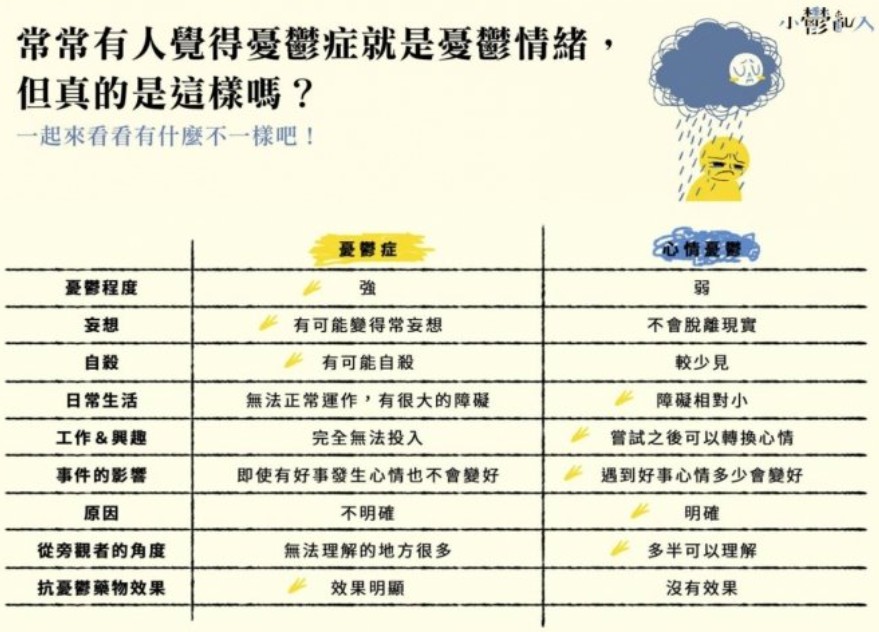 小鬱亂入
常常有人覺得憂鬱症就是憂鬱情緒，
但真的是這樣嗎？
一起來看看有什麼不一樣吧！
憂鬱症 心情憂鬱
憂鬱程度 強 弱
妄想 有可能變得常妄想 不會脫離現實
自殺 有可能自殺 較少見
日常生活 無法正常運作，有很大的障礙 障礙相對小
工作＆興趣 完全無法投入 嘗試之後可以轉換心情
事件的影響 即使有好事發生心情也不會變好 遇到好事心情多少會變好
原因 不明確 明確
從旁觀者的角度 無法理解的地方很多 多半可以理解
抗憂鬱藥物效果 效果明顯 沒有效果